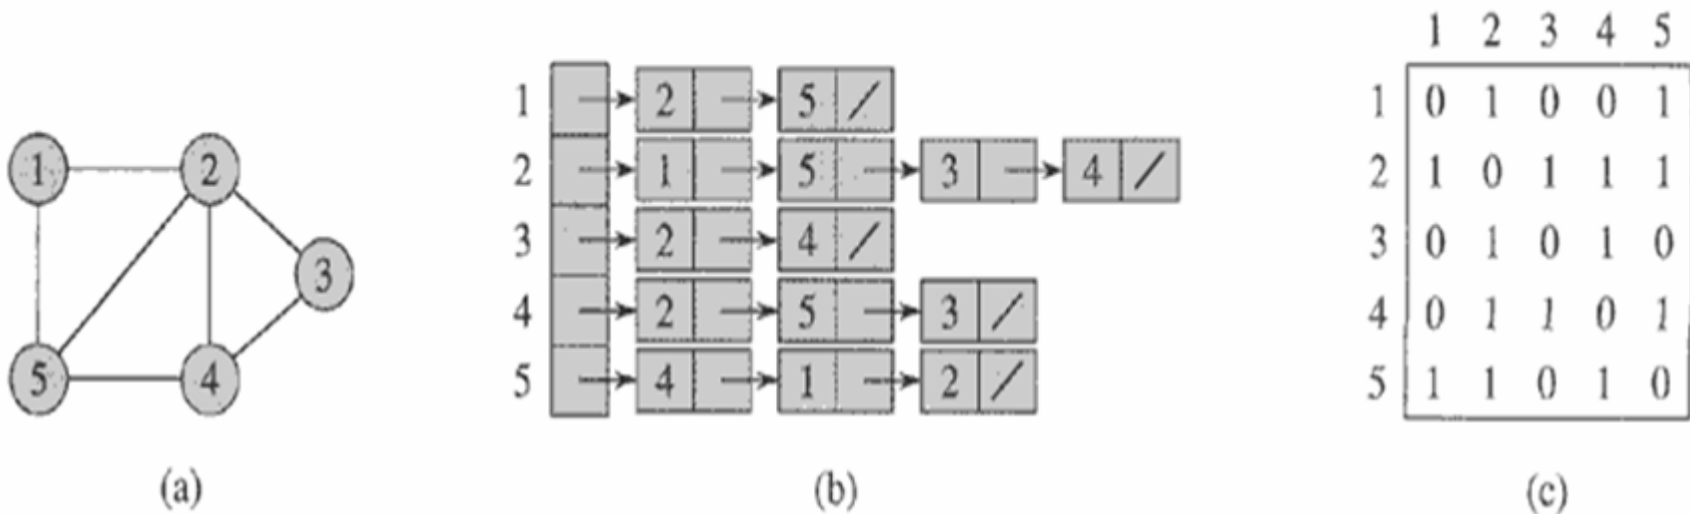 1 2
3
5 4
(a)
1 2 5 /
2 1 5 3 4 /
3 2 4 /
4 2 5 3 /
5 4 1 2 /
(b)
1 2 3 4 5
1 0 1 0 0 1
2 1 0 1 1 1
3 0 1 0 1 0
4 0 1 1 0 1
5 1 1 0 1 0
(c)